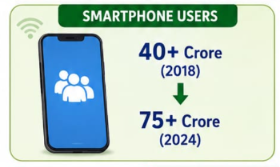 SMARTPHONE USERS
40+ Crore
(2018)
75+ Crore
(2024)